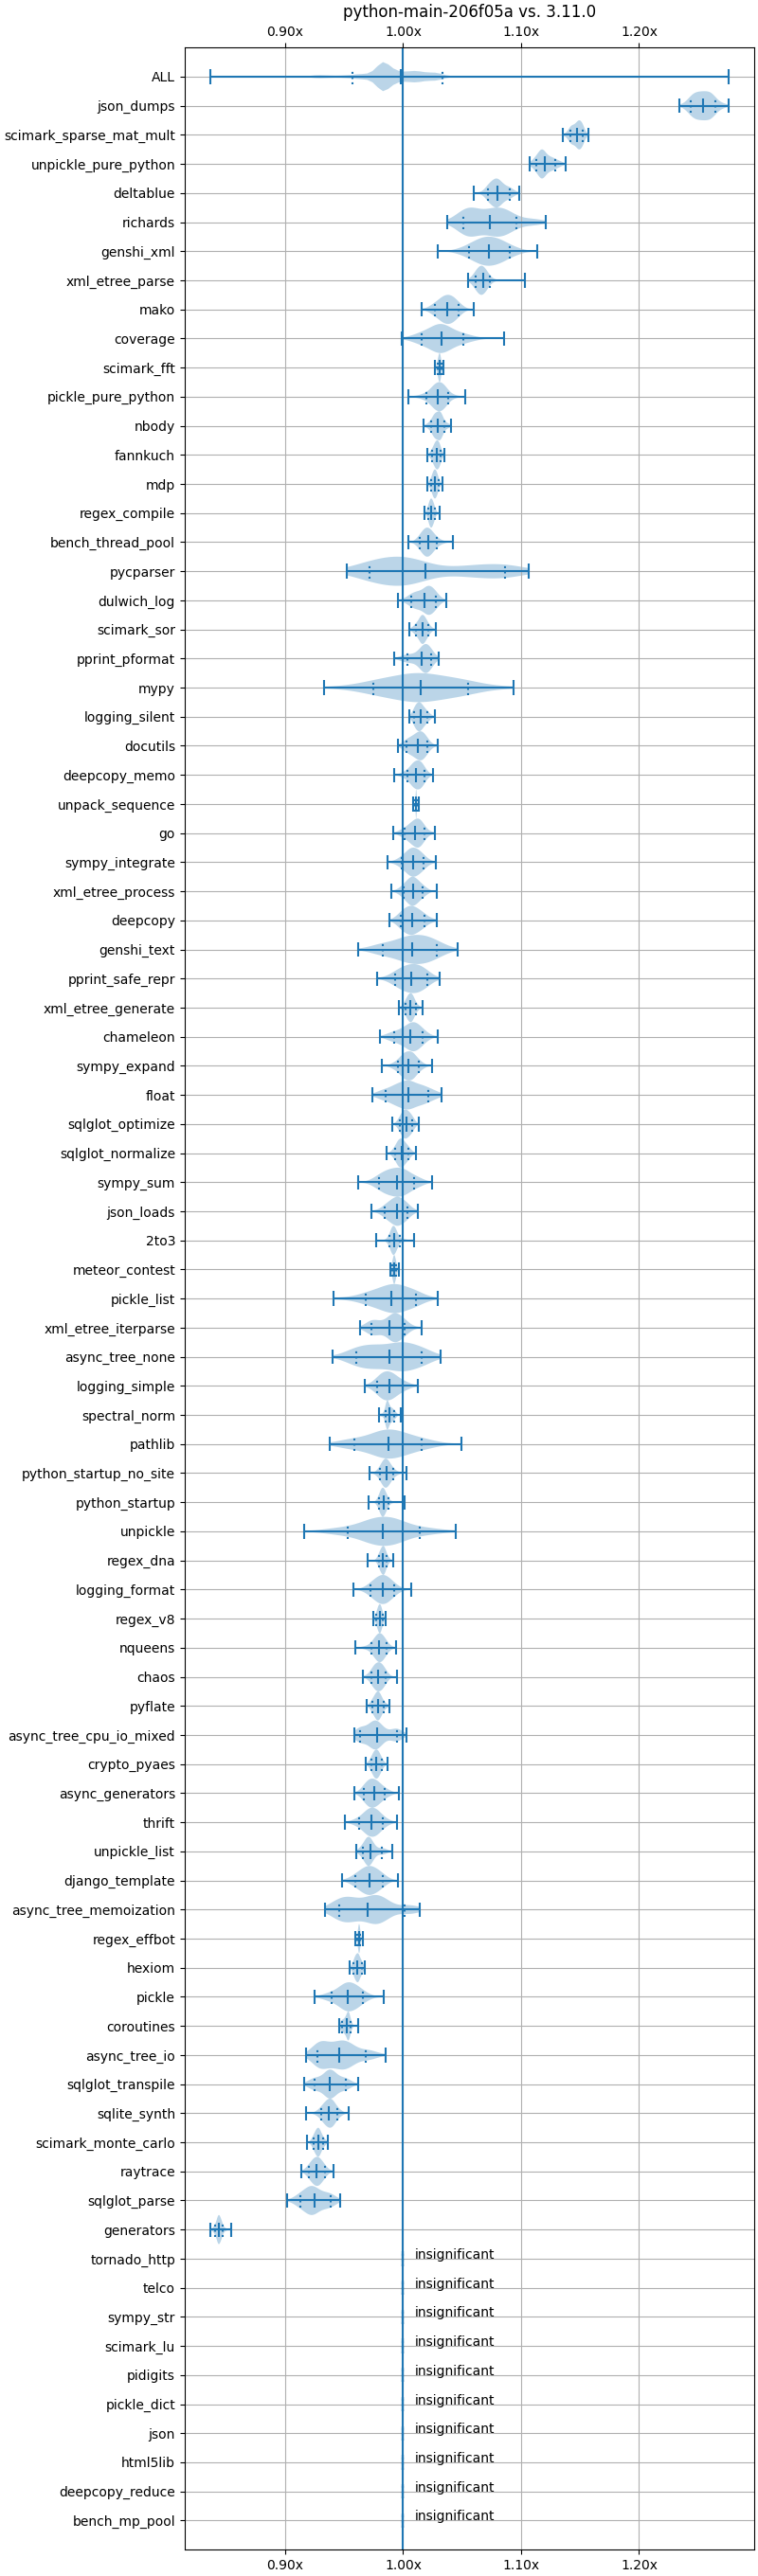 python-main-206f05a vs. 3.11.0
0.90x 1.00x 1.10x 1.20x
ALL
json_dumps
scimark_sparse_mat_mult
unpickle_pure_python
deltablue
richards
genshi_xml
xml_etree_parse
mako
coverage
scimark_fft
pickle_pure_python
nbody
fannkuch
mdp
regex_compile
bench_thread_pool
pycparser
dulwich_log
scimark_sor
pprint_pformat
mypy
logging_silent
docutils
deepcopy_memo
unpack_sequence
go
sympy_integrate
xml_etree_process
deepcopy
genshi_text
pprint_safe_repr
xml_etree_generate
chameleon
sympy_expand
float
sqlglot_optimize
sqlglot_normalize
sympy_sum
json_loads
2to3
meteor_contest
pickle_list
xml_etree_iterparse
async_tree_none
logging_simple
spectral_norm
pathlib
python_startup_no_site
python_startup
unpickle
regex_dna
logging_format
regex_v8
nqueens
chaos
pyflate
async_tree_cpu_io_mixed
crypto_pyaes
async_generators
thrift
unpickle_list
django_template
async_tree_memoization
regex_effbot
hexiom
pickle
coroutines
async_tree_io
sqlglot_transpile
sqlite_synth
scimark_monte_carlo
raytrace
sqlglot_parse
generators
tornado_http insignificant
telco insignificant
sympy_str insignificant
scimark_lu insignificant
pidigits insignificant
pickle_dict insignificant
json insignificant
html5lib insignificant
deepcopy_reduce insignificant
bench_mp_pool insignificant
0.90x 1.00x 1.10x 1.20x